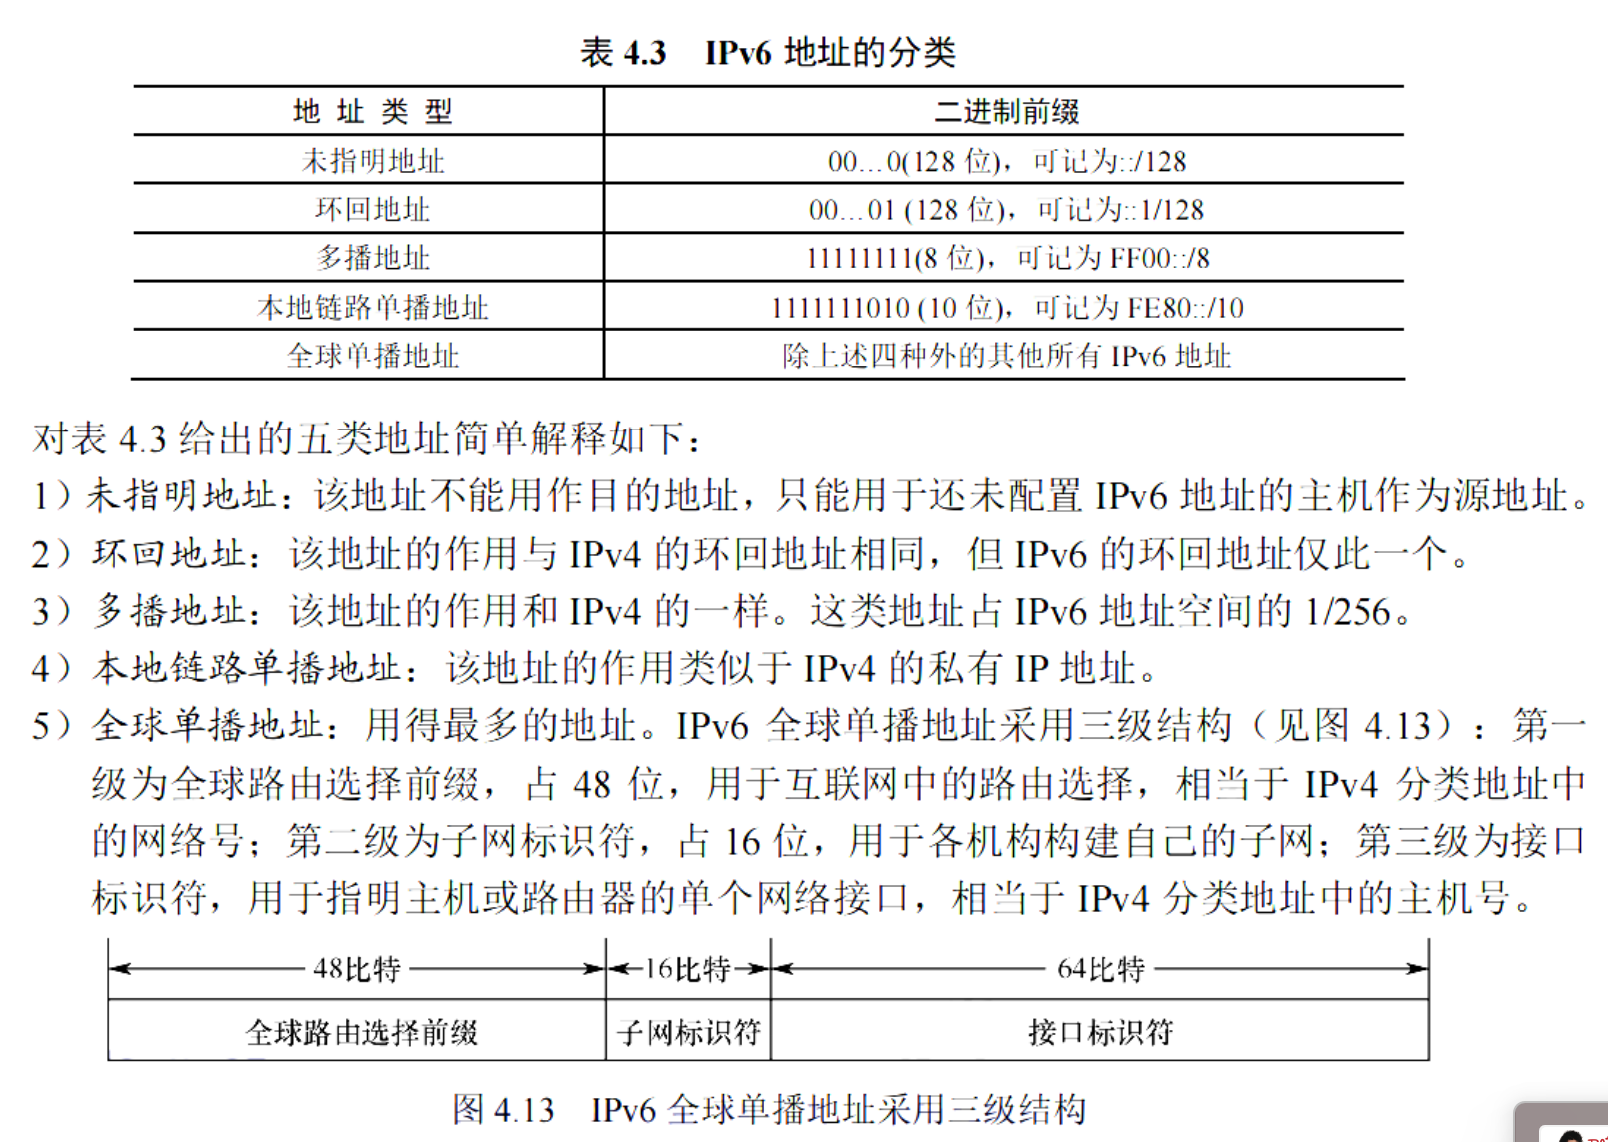 表 4.3 IPv6 地址的分类
地 址 类 型 二进制前缀
未指明地址 00…0(128 位)，可记为::/128
环回地址 00…01 (128 位)，可记为::1/128
多播地址 11111111(8 位)，可记为 FF00::/8
本地链路单播地址 1111111010 (10 位)，可记为 FE80::/10
全球单播地址 除上述四种外的其他所有 IPv6 地址
对表 4.3 给出的五类地址简单解释如下：
1）未指明地址：该地址不能用作目的地址，只能用于还未配置 IPv6 地址的主机作为源地址。
2）环回地址：该地址的作用与 IPv4 的环回地址相同，但 IPv6 的环回地址仅此一个。
3）多播地址：该地址的作用和 IPv4 的一样。这类地址占 IPv6 地址空间的 1/256。
4）本地链路单播地址：该地址的作用类似于 IPv4 的私有 IP 地址。
5）全球单播地址：用得最多的地址。IPv6 全球单播地址采用三级结构（见图 4.13）：第一
级为全球路由选择前缀，占 48 位，用于互联网中的路由选择，相当于 IPv4 分类地址中
的网络号；第二级为子网标识符，占 16 位，用于各机构构建自己的子网；第三级为接口
标识符，用于指明主机或路由器的单个网络接口，相当于 IPv4 分类地址中的主机号。
48比特 16比特 64比特
全球路由选择前缀 子网标识符 接口标识符
图 4.13 IPv6 全球单播地址采用三级结构